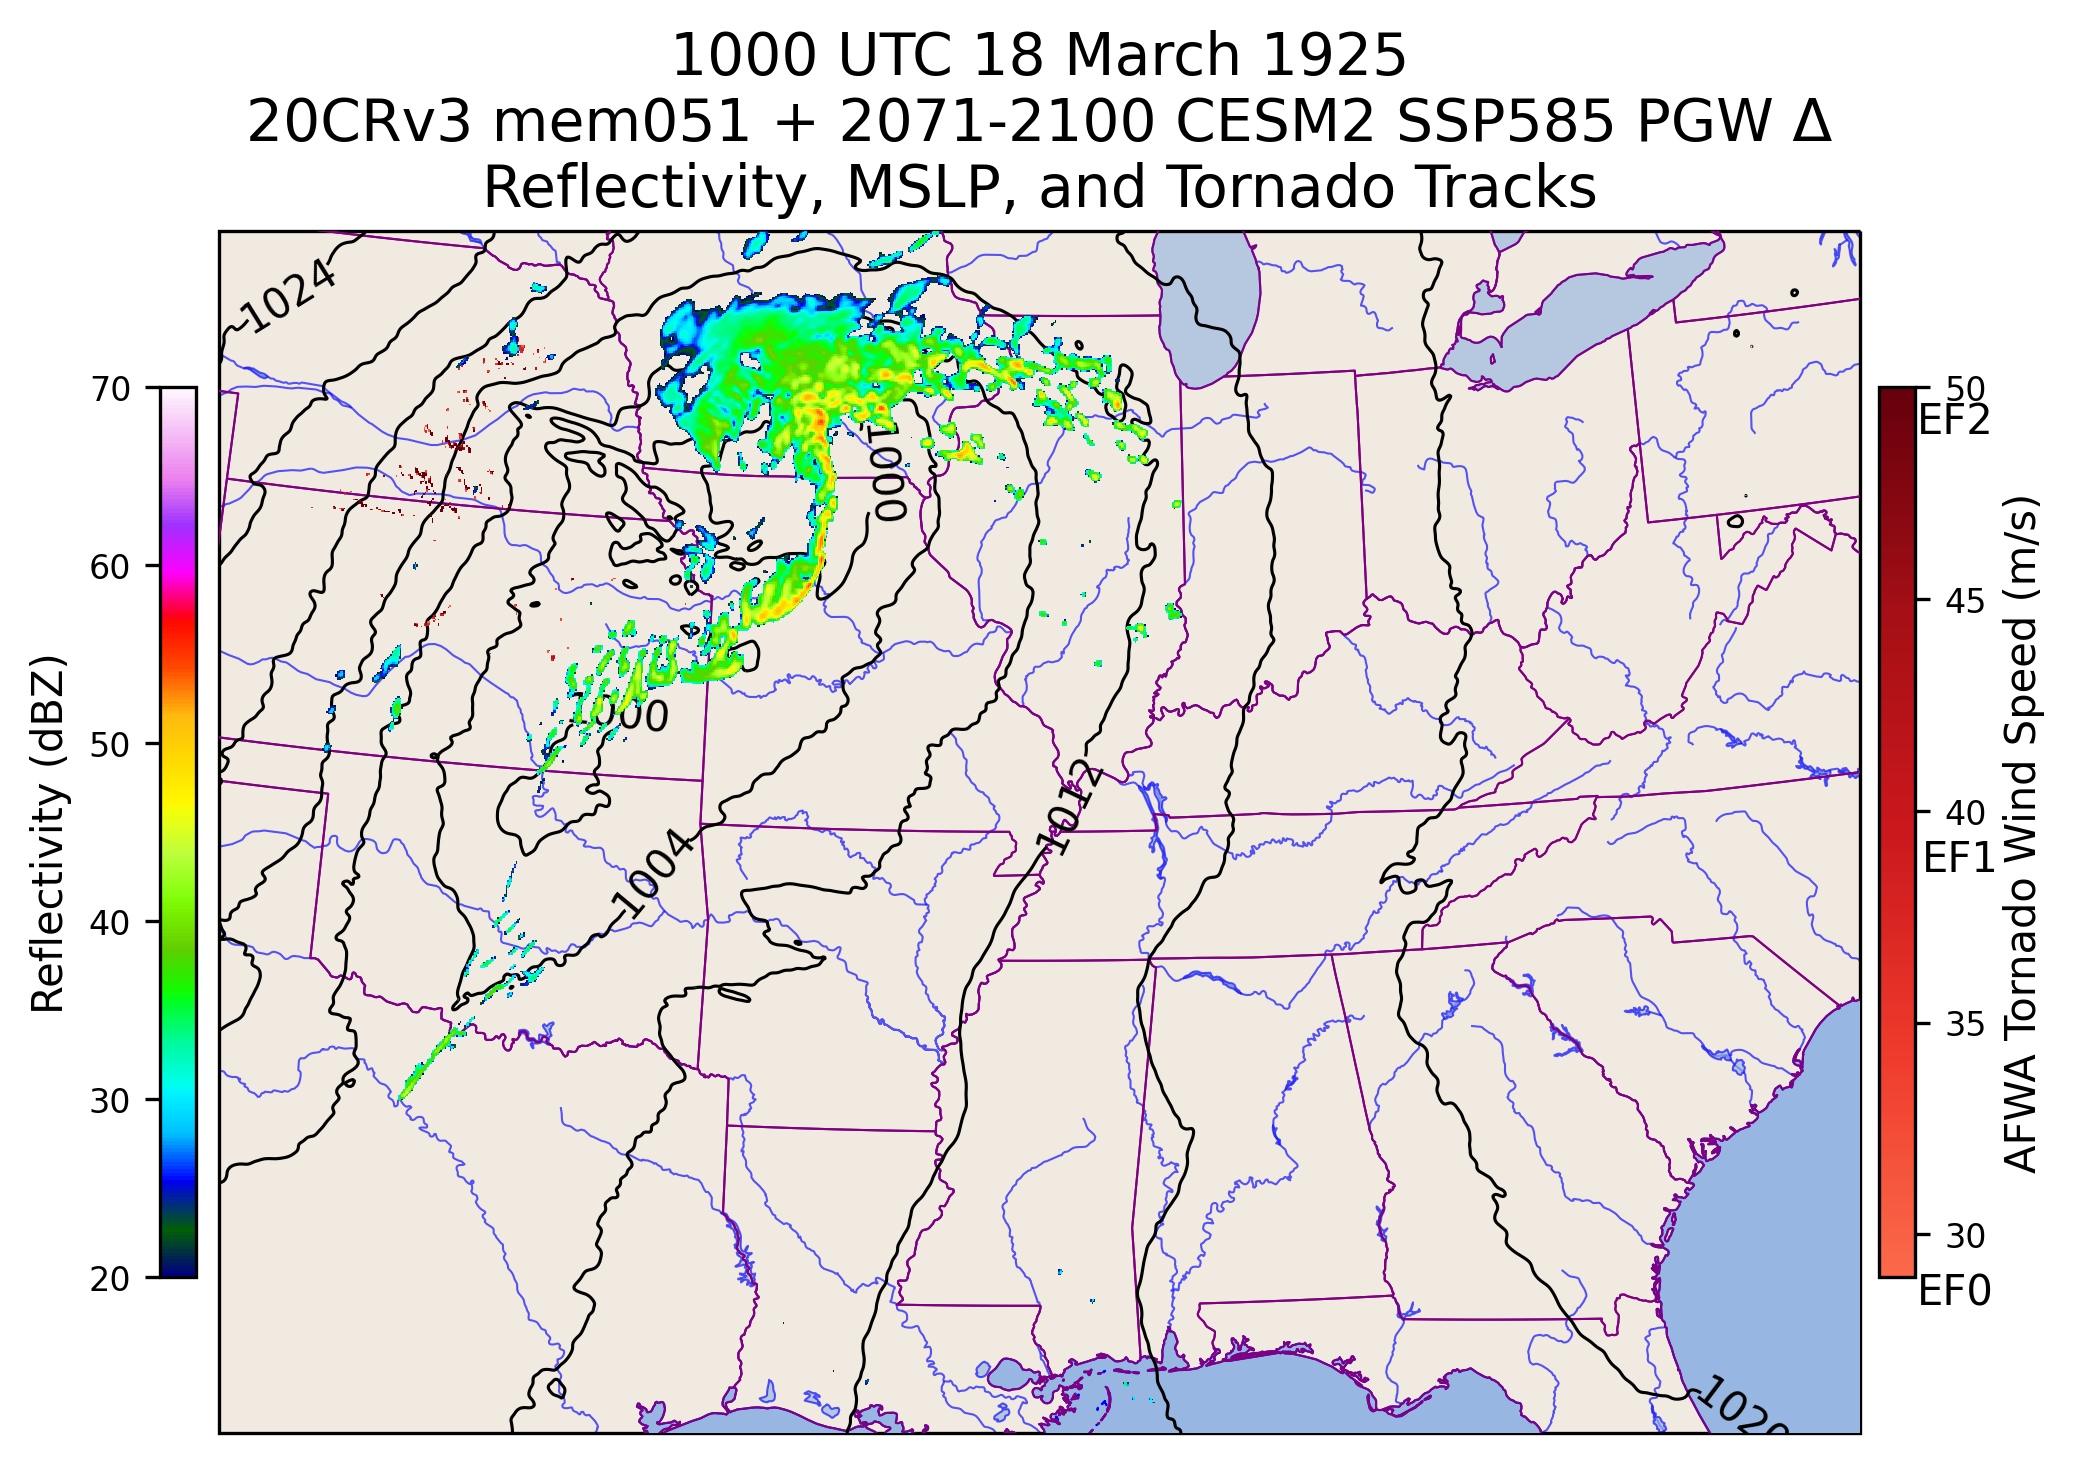 1000 UTC 18 March 1925
20CRv3 mem051 + 2071-2100 CESM2 SSP585 PGW Δ
Reflectivity, MSLP, and Tornado Tracks
Reflectivity (dBZ)
70
60
50
40
30
20
1024
1000
1000
1004
1012
1020
50
EF2
45
40
EF1
35
30
EF0
AFWA Tornado Wind Speed (m/s)